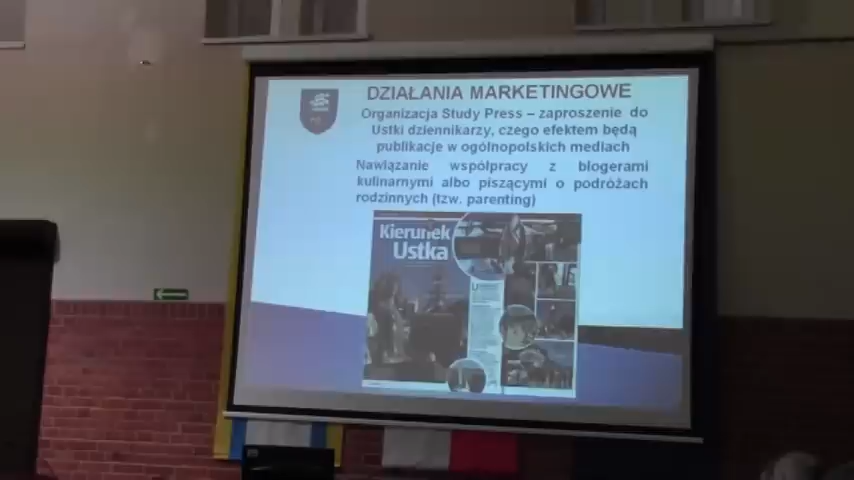 DZIAŁANIA MARKETINGOWE
Organizacja Study Press – zaproszenie do
Ustki dziennikarzy, czego efektem będą
publikacje w ogólnopolskich mediach
Nawiązanie współpracy z blogerami
kulinarnymi albo piszącymi o podróżach
rodzinnych (tzw. parenting)
Kierunek
Ustka